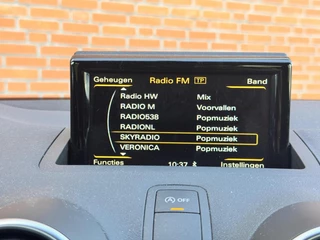 Geheugen Radio FM TP Band
Radio HW Mix
RADIO M Voorvallen
RADIO538 Popmuziek
RADIONL Popmuziek
SKYRADIO Popmuziek
VERONICA Popmuziek
Functies 10:37 Instellingen
A OFF